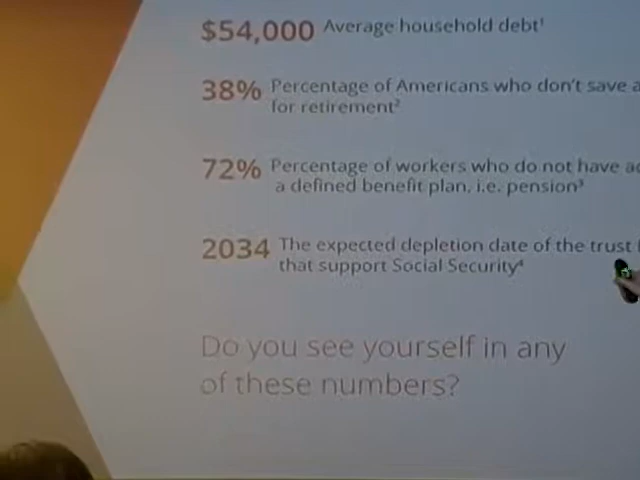 $54,000 Average household debt¹
38% Percentage of Americans who don't save a
for retirement²
72% Percentage of workers who do not have
a defined benefit plan, i.e. pension³
2034 The expected depletion date of the trust
that support Social Security⁴
Do you see yourself in any
of these numbers?